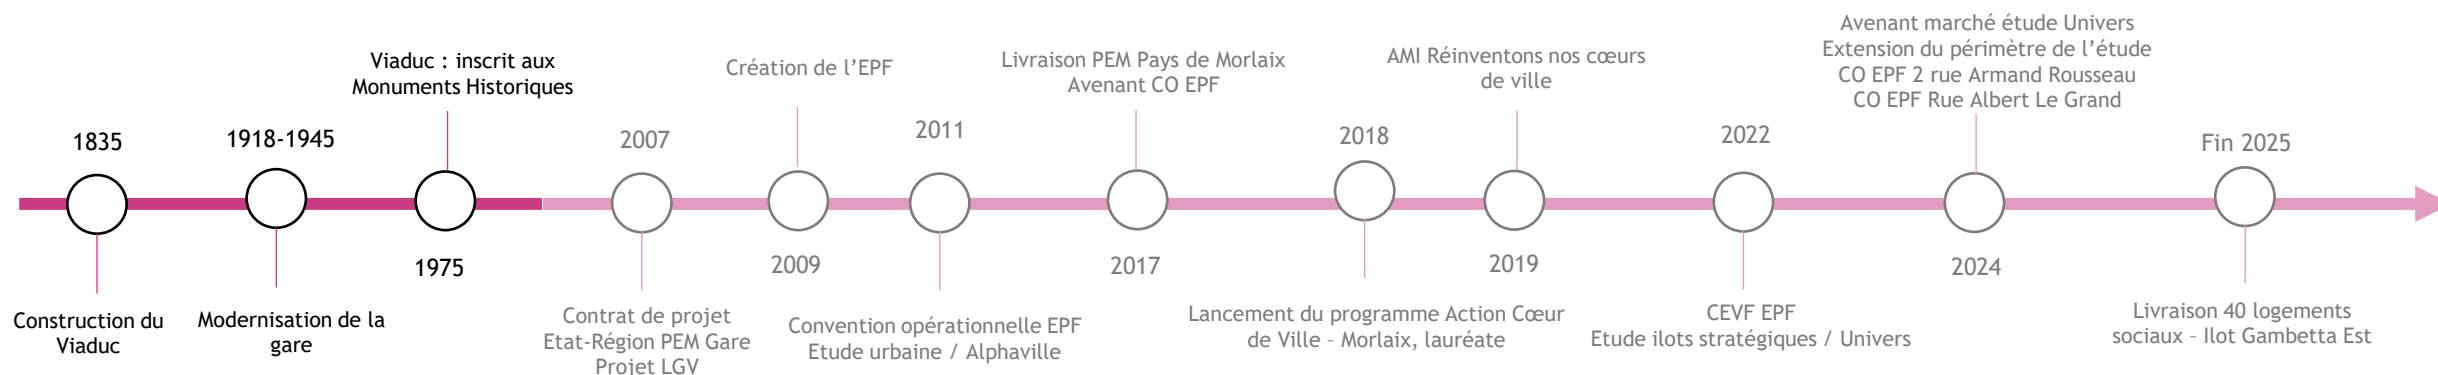 1835
Construction du
Viaduc
1918-1945
Modernisation de la
gare
Viaduc : inscrit aux
Monuments Historiques
1975
2007
Contrat de projet
Etat-Région PEM Gare
Projet LGV
Création de l’EPF
2009
2011
Convention opérationnelle EPF
Etude urbaine / Alphaville
Livraison PEM Pays de Morlaix
Avenant CO EPF
2017
2018
Lancement du programme Action Cœur
de Ville – Morlaix, lauréate
AMI Réinventons nos cœurs
de ville
2019
2022
CEVF EPF
Etude ilots stratégiques / Univers
Avenant marché étude Univers
Extension du périmètre de l’étude
CO EPF 2 rue Armand Rousseau
CO EPF Rue Albert Le Grand
2024
Fin 2025
Livraison 40 logements
sociaux – Ilot Gambetta Est